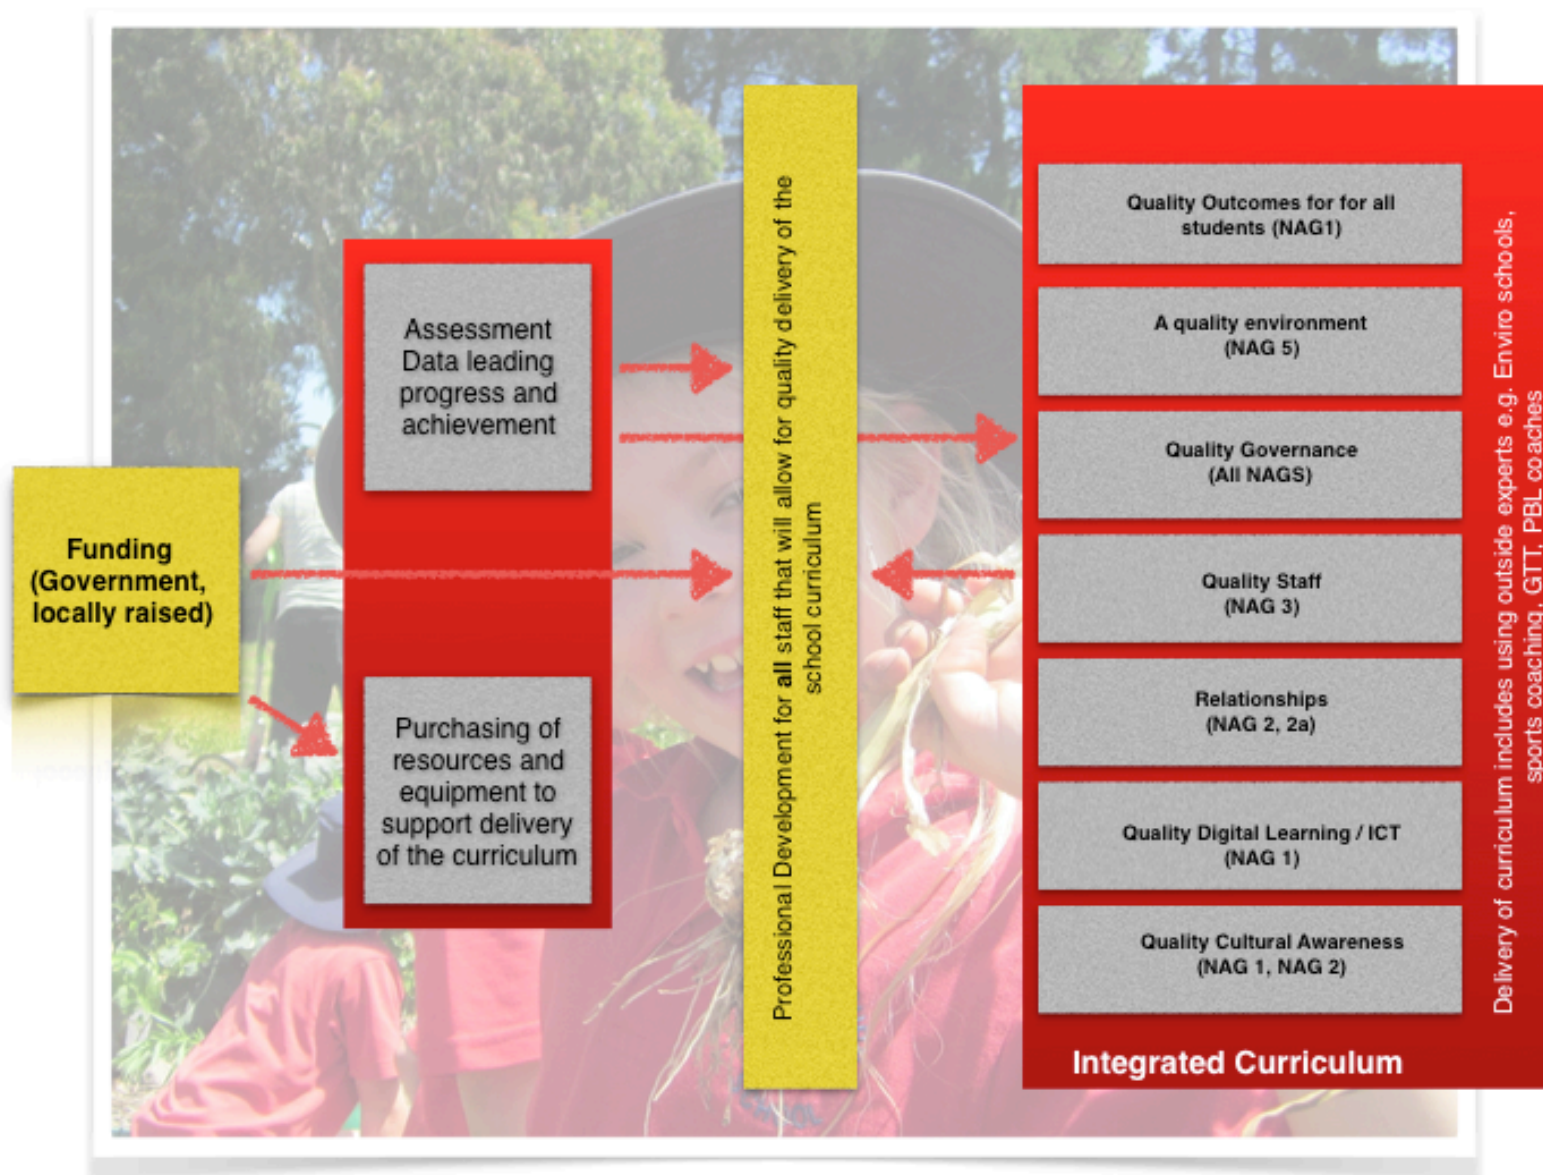 Funding
(Government,
locally raised)
Assessment
Data leading
progress and
achievement
Purchasing of
resources and
equipment to
support delivery
of the curriculum
Professional Development for all staff that will allow for quality delivery of the
school curriculum
Quality Outcomes for for all
students (NAG1)
A quality environment
(NAG 5)
Quality Governance
(All NAGS)
Quality Staff
(NAG 3)
Relationships
(NAG 2, 2a)
Quality Digital Learning / ICT
(NAG 1)
Quality Cultural Awareness
(NAG 1, NAG 2)
Integrated Curriculum
Delivery of curriculum includes using outside experts e.g. Enviro schools,
sports coaching, GTT, PBL coaches